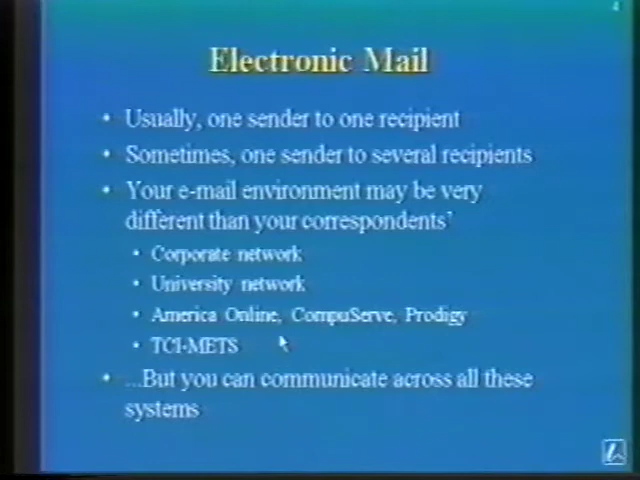 4
Electronic Mail
• Usually, one sender to one recipient
• Sometimes, one sender to several recipients
• Your e-mail environment may be very
different than your correspondents'
• Corporate network
• University network
• America Online, CompuServe, Prodigy
• TCI-METS
• ...But you can communicate across all these
systems